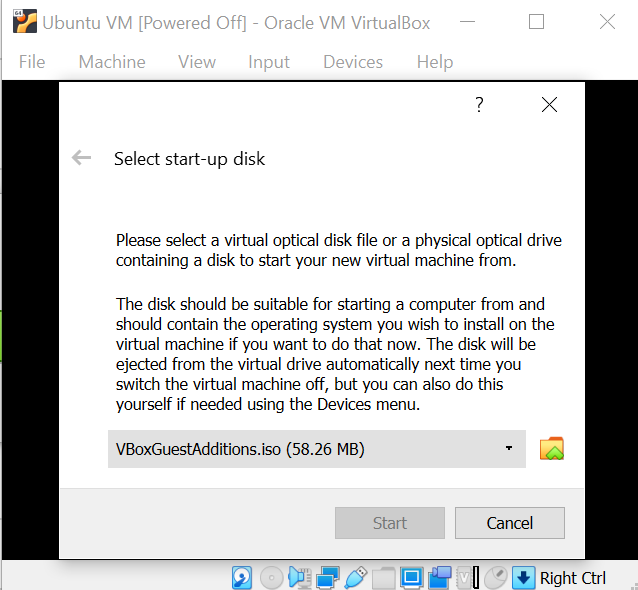 64
Ubuntu VM [Powered Off] - Oracle VM VirtualBox
File Machine View Input Devices Help
?
Select start-up disk
Please select a virtual optical disk file or a physical optical drive
containing a disk to start your new virtual machine from.
The disk should be suitable for starting a computer from and
should contain the operating system you wish to install on the
virtual machine if you want to do that now. The disk will be
ejected from the virtual drive automatically next time you
switch the virtual machine off, but you can also do this
yourself if needed using the Devices menu.
VBoxGuestAdditions.iso (58.26 MB)
Start Cancel
V Right Ctrl